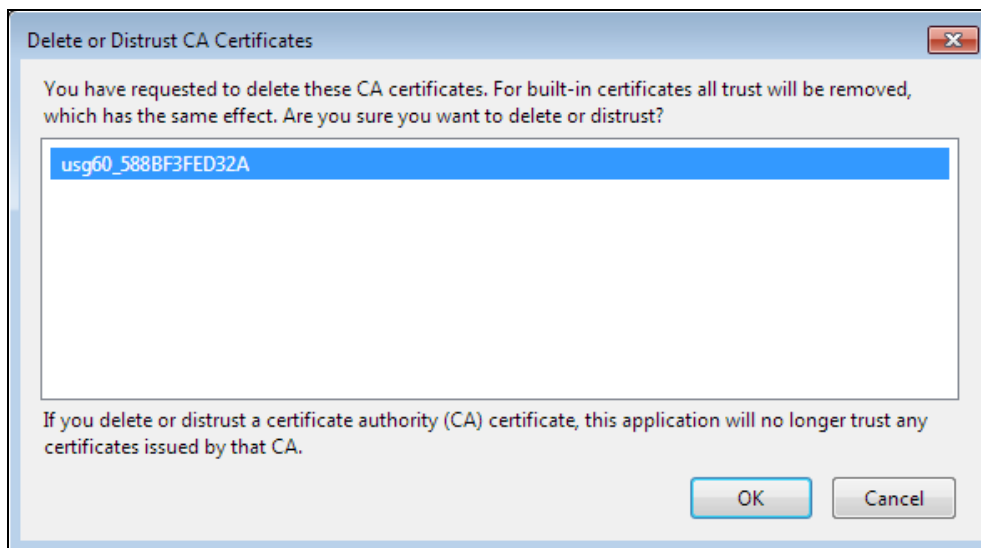 Delete or Distrust CA Certificates
You have requested to delete these CA certificates. For built-in certificates all trust will be removed,
which has the same effect. Are you sure you want to delete or distrust?
usg60_588BF3FED32A
If you delete or distrust a certificate authority (CA) certificate, this application will no longer trust any
certificates issued by that CA.
OK Cancel